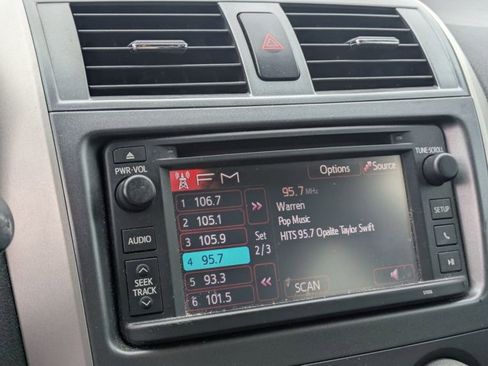 PWR·VOL
AUDIO
SEEK
TRACK
FM
1 106.7
2 105.1
3 105.9
4 95.7
5 93.3
6 101.5
Set
2/3
Options
Source
95.7 MHz
Warren
Pop Music
HITS 95.7 Opalite Taylor Swift
SCAN
TUNE·SCROLL
SETUP